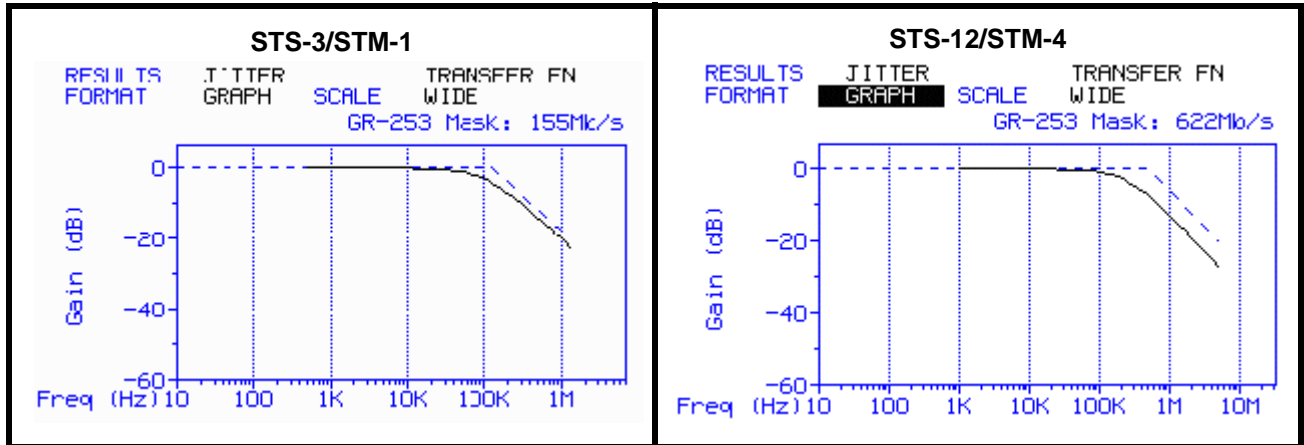 STS-3/STM-1
RESULTS JITTER TRANSFER FN
FORMAT GRAPH SCALE WIDE
GR-253 Mask: 155Mb/s
0
-20
-40
-60
Gain (dB)
Freq (Hz) 10 100 1K 10K 100K 1M
STS-12/STM-4
RESULTS JITTER TRANSFER FN
FORMAT GRAPH SCALE WIDE
GR-253 Mask: 622Mb/s
0
-20
-40
-60
Gain (dB)
Freq (Hz) 10 100 1K 10K 100K 1M 10M